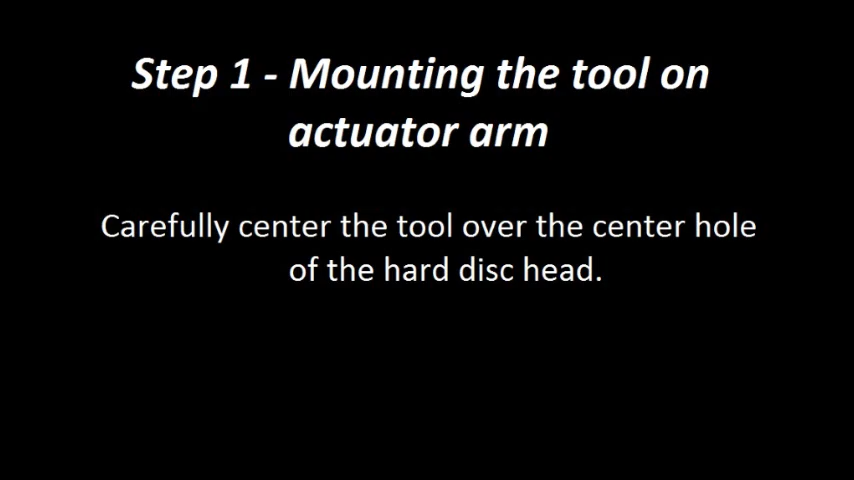 Step 1 - Mounting the tool on
actuator arm
Carefully center the tool over the center hole
of the hard disc head.